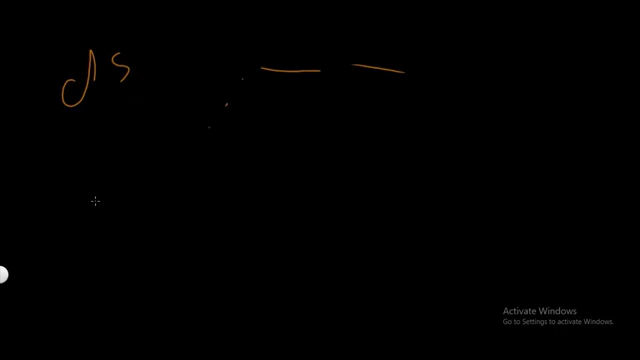 ds — —
Activate Windows
Go to Settings to activate Windows.